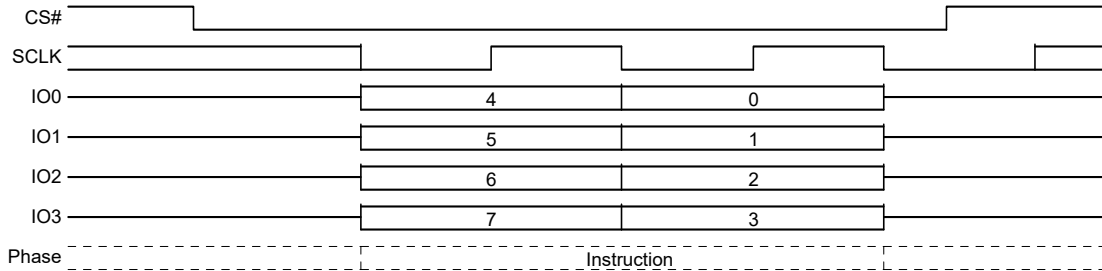 CS#
SCLK
IO0 4 0
IO1 5 1
IO2 6 2
IO3 7 3
Phase Instruction